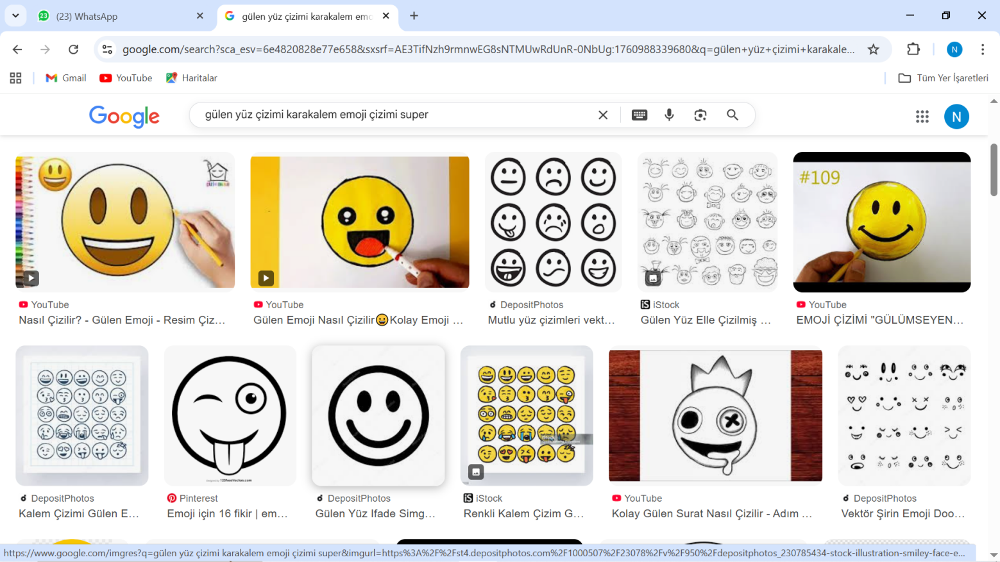 23
(23) WhatsApp
gülen yüz çizimi karakalem emo
google.com/search?sca_esv=6e4820828e77e658&sxsrf=AE3TifNzh9rmnwEG8sNTMUwRdUnR-0NbUg:1760988339680&q=gülen+yüz+çizimi+karakale...
N
Gmail
YouTube
Haritalar
Tüm Yer İşaretleri
Google
gülen yüz çizimi karakalem emoji çizimi super
N
#109
YouTube
Nasıl Çizilir? - Gülen Emoji - Resim Çiz...
YouTube
Gülen Emoji Nasıl Çizilir😀Kolay Emoji ...
DepositPhotos
Mutlu yüz çizimleri vekt...
iStock
Gülen Yüz Elle Çizilmiş ...
YouTube
EMOJİ ÇİZİMİ "GÜLÜMSEYEN...
DepositPhotos
Kalem Çizimi Gülen E...
Pinterest
Emoji için 16 fikir | em...
DepositPhotos
Gülen Yüz Ifade Simg...
iStock
Renkli Kalem Çizim G...
YouTube
Kolay Gülen Surat Nasıl Çizilir - Adım ...
DepositPhotos
Vektör Şirin Emoji Doo...
https://www.google.com/imgres?q=gülen yüz çizimi karakalem emoji çizimi super&imgurl=https%3A%2F%2Fst4.depositphotos.com%2F1000507%2F23078%2Fv%2F950%2Fdepositphotos_230785434-stock-illustration-smiley-face-e...